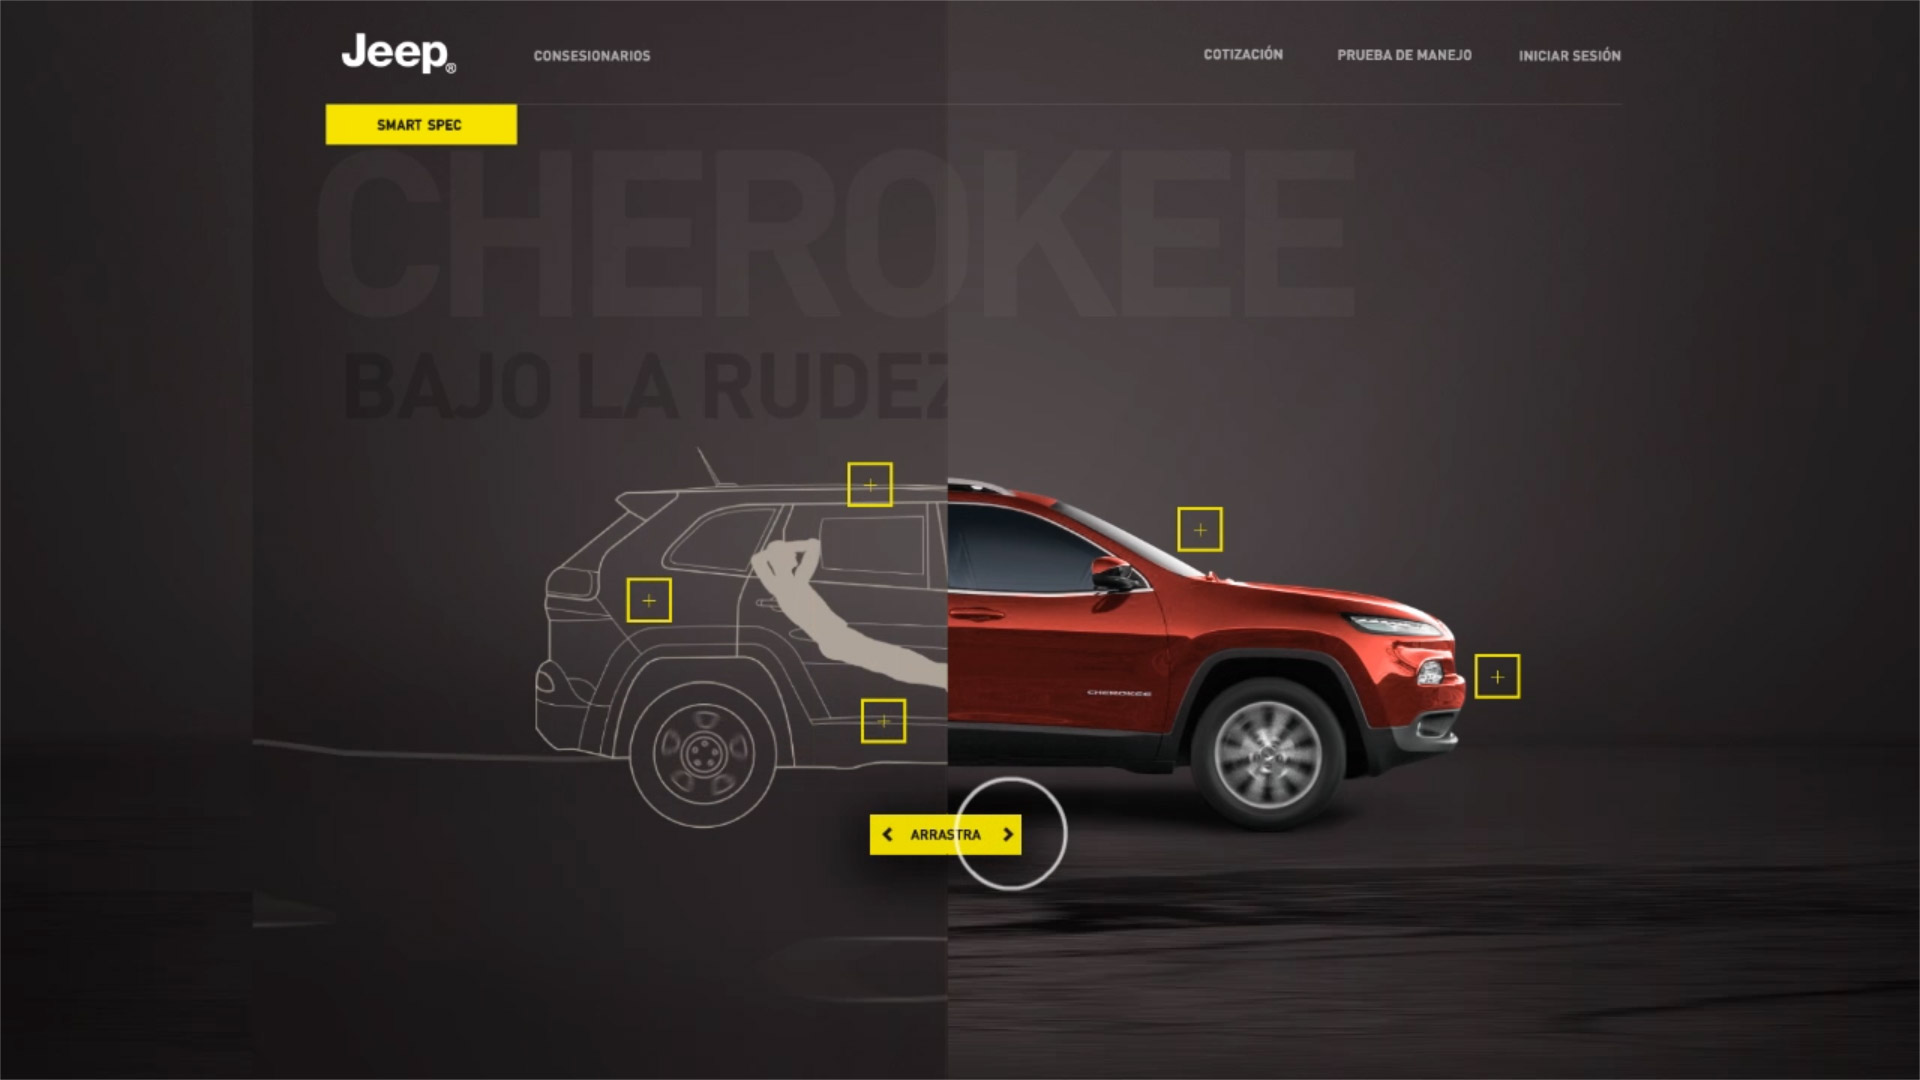 Jeep®
CONSESIONARIOS
COTIZACIÓN
PRUEBA DE MANEJO
INICIAR SESIÓN
SMART SPEC
CHEROKEE
BAJO LA RUDEZ
CHEROKEE
ARRASTRA